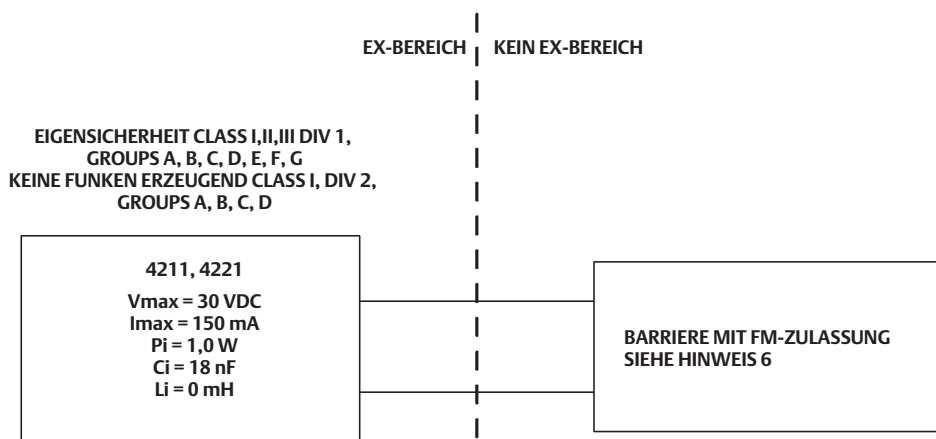 EX-BEREICH
KEIN EX-BEREICH
EIGENSICHERHEIT CLASS I,II,III DIV 1,
GROUPS A, B, C, D, E, F, G
KEINE FUNKEN ERZEUGEND CLASS I, DIV 2,
GROUPS A, B, C, D
4211, 4221
Vmax = 30 VDC
Imax = 150 mA
Pi = 1,0 W
Ci = 18 nF
Li = 0 mH
BARRIERE MIT FM-ZULASSUNG
SIEHE HINWEIS 6